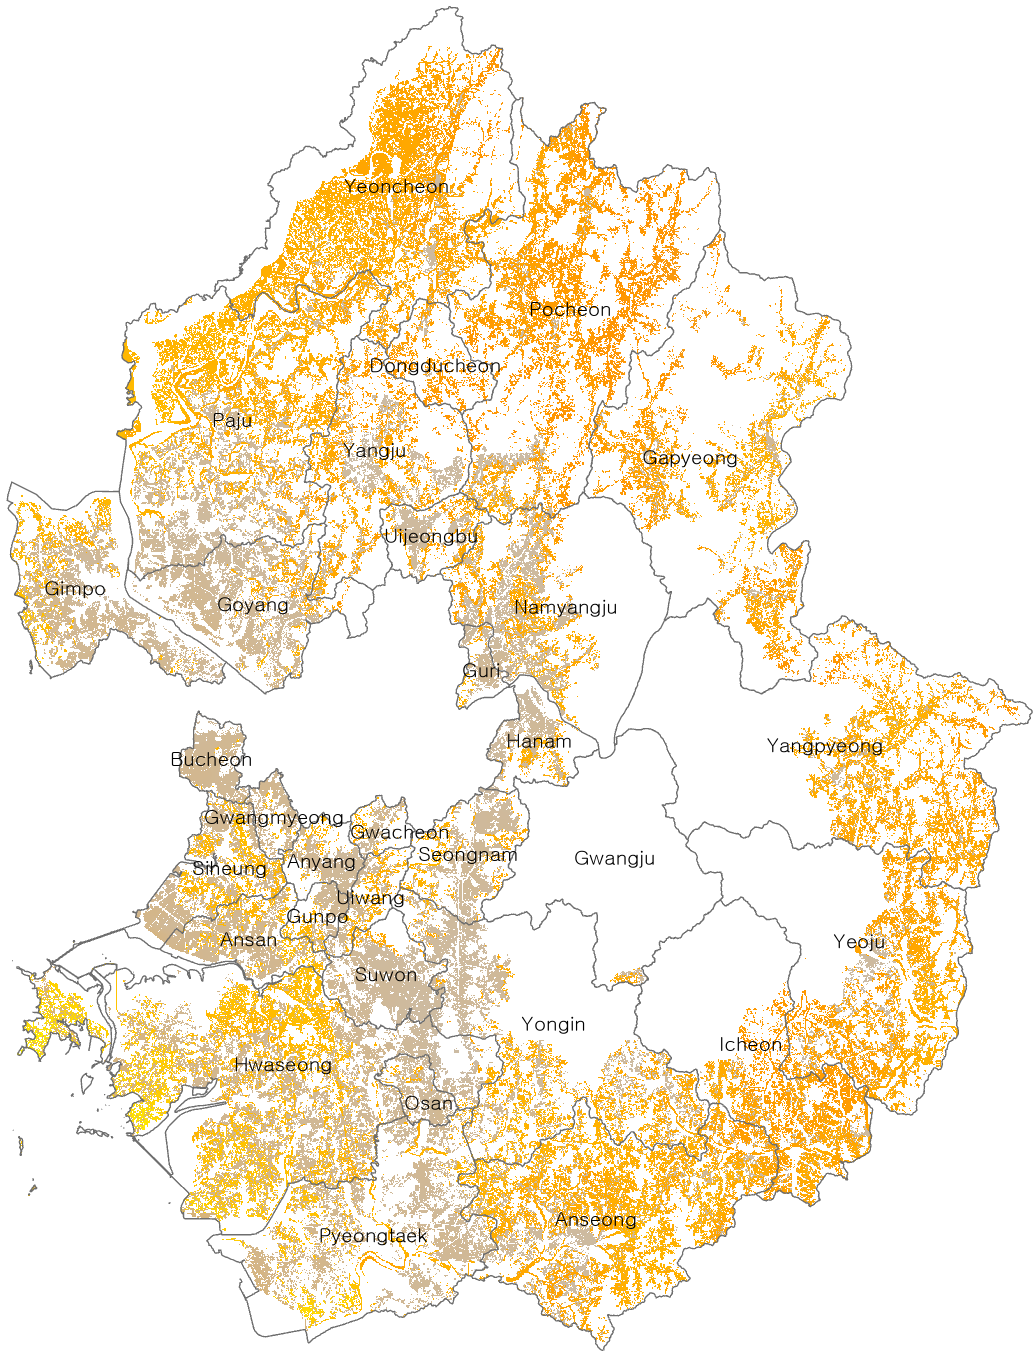 Yeoncheon
Pocheon
Dongducheon
Paju
Yangju
Gapyeong
Uijeongbu
Gimpo
Goyang
Namyangju
Guri
Hanam
Yangpyeong
Bucheon
Gwangmyeong
Gwacheon
Seongnam
Gwangju
Anyang
Siheung
Uiwang
Gunpo
Ansan
Yeoju
Suwon
Yongin
Icheon
Hwaseong
Osan
Anseong
Pyeongtaek